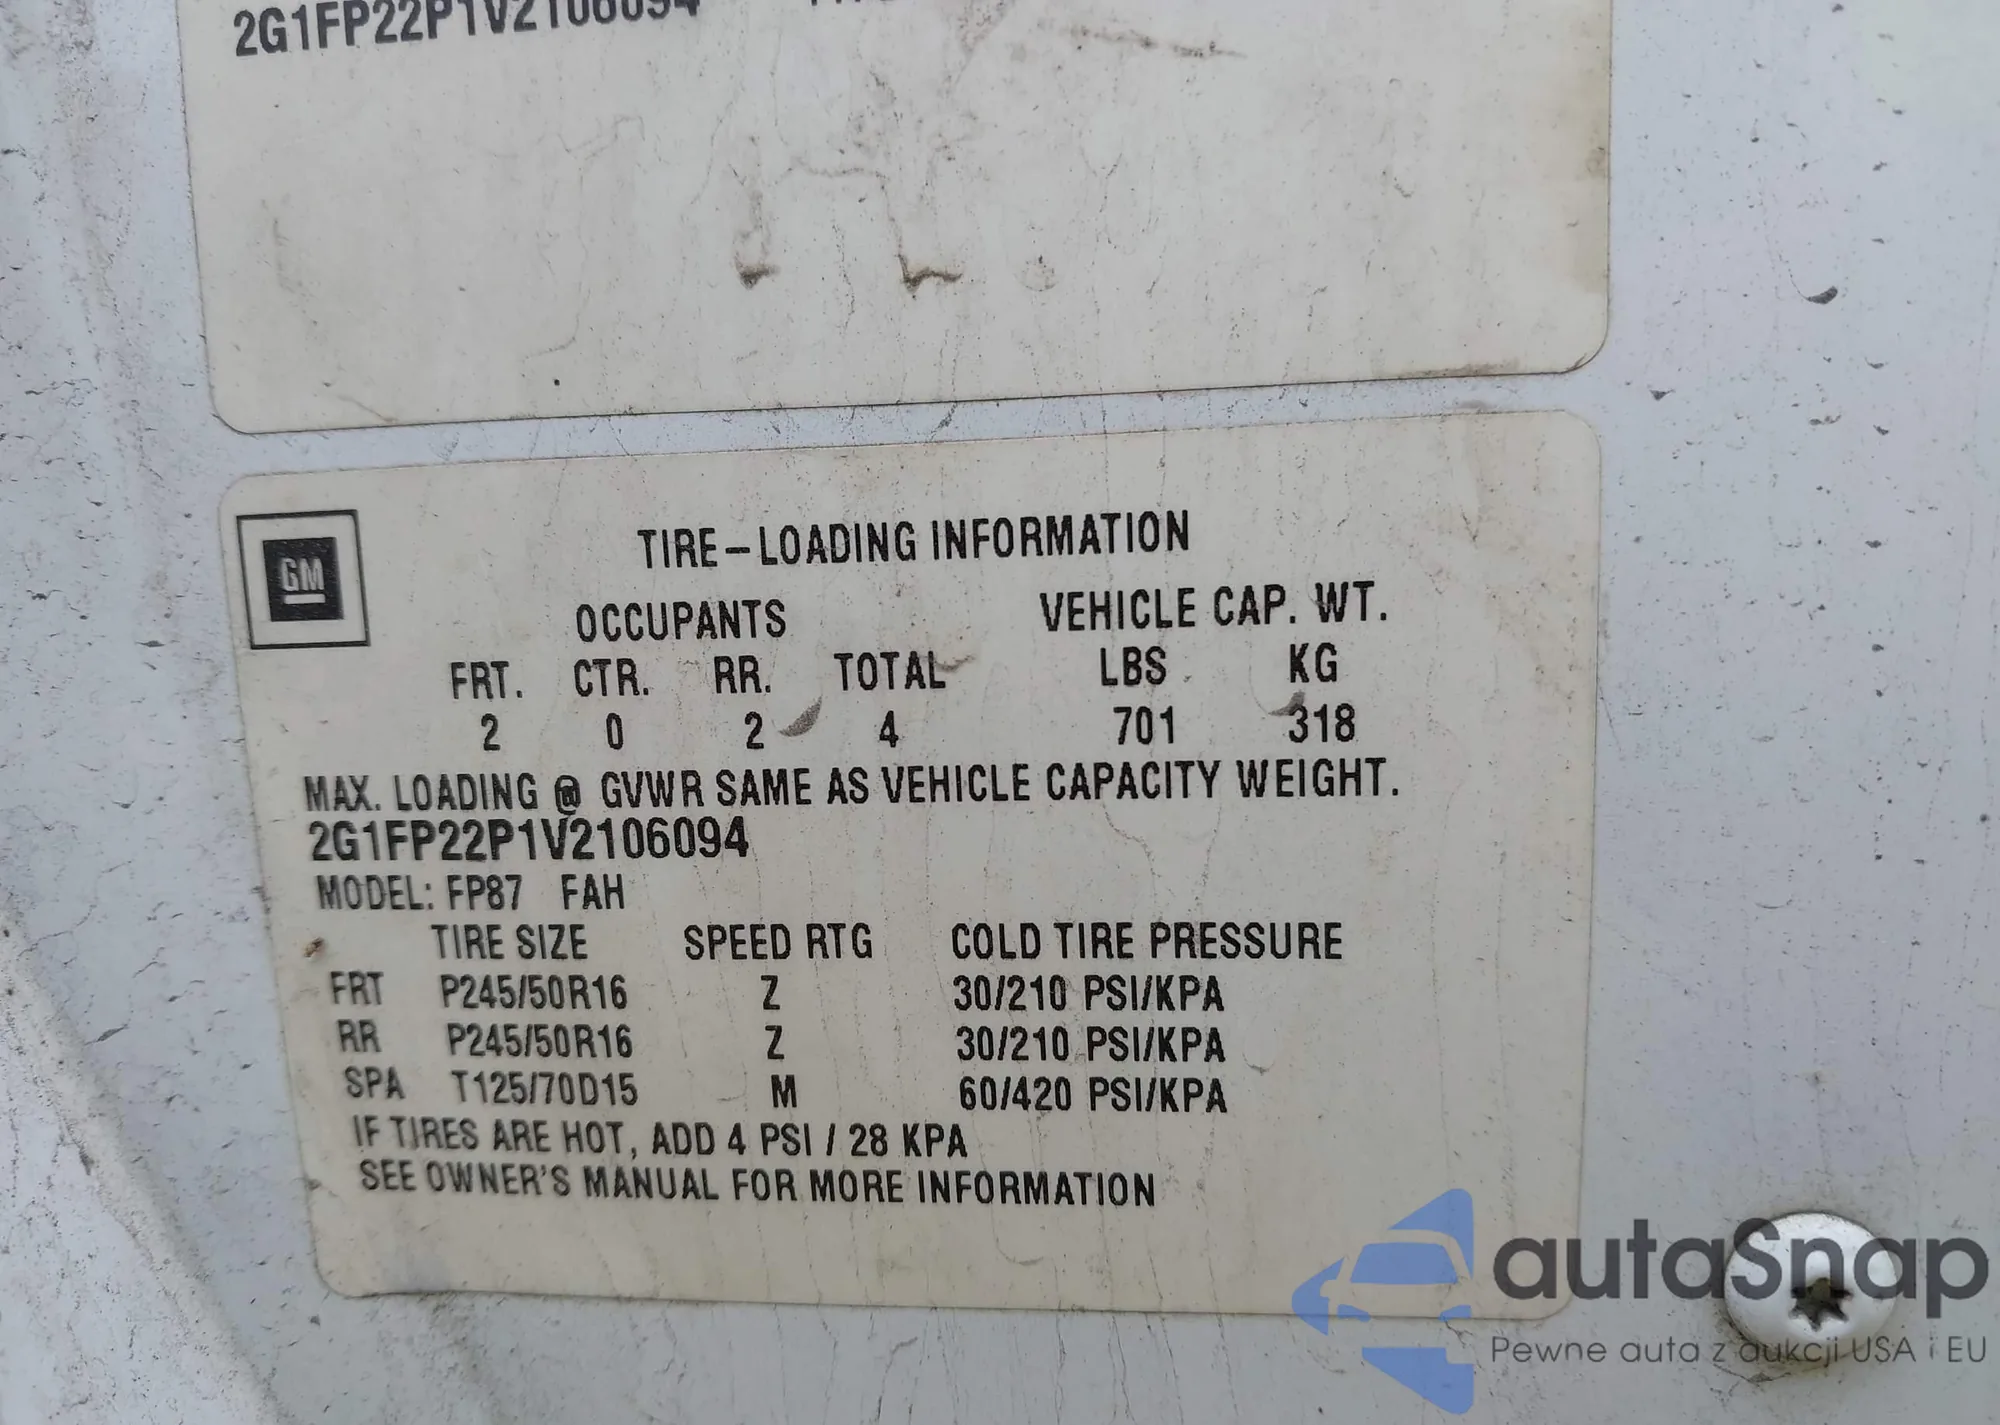 2G1FP22P1V2106094
GM
TIRE-LOADING INFORMATION
OCCUPANTS VEHICLE CAP. WT.
FRT. CTR. RR. TOTAL LBS KG
2 0 2 4 701 318
MAX. LOADING @ GVWR SAME AS VEHICLE CAPACITY WEIGHT.
2G1FP22P1V2106094
MODEL: FP87 FAH
TIRE SIZE SPEED RTG COLD TIRE PRESSURE
FRT P245/50R16 Z 30/210 PSI/KPA
RR P245/50R16 Z 30/210 PSI/KPA
SPA T125/70D15 M 60/420 PSI/KPA
IF TIRES ARE HOT, ADD 4 PSI / 28 KPA
SEE OWNER'S MANUAL FOR MORE INFORMATION
autaSnap
Pewne auta z aukcji USA i EU